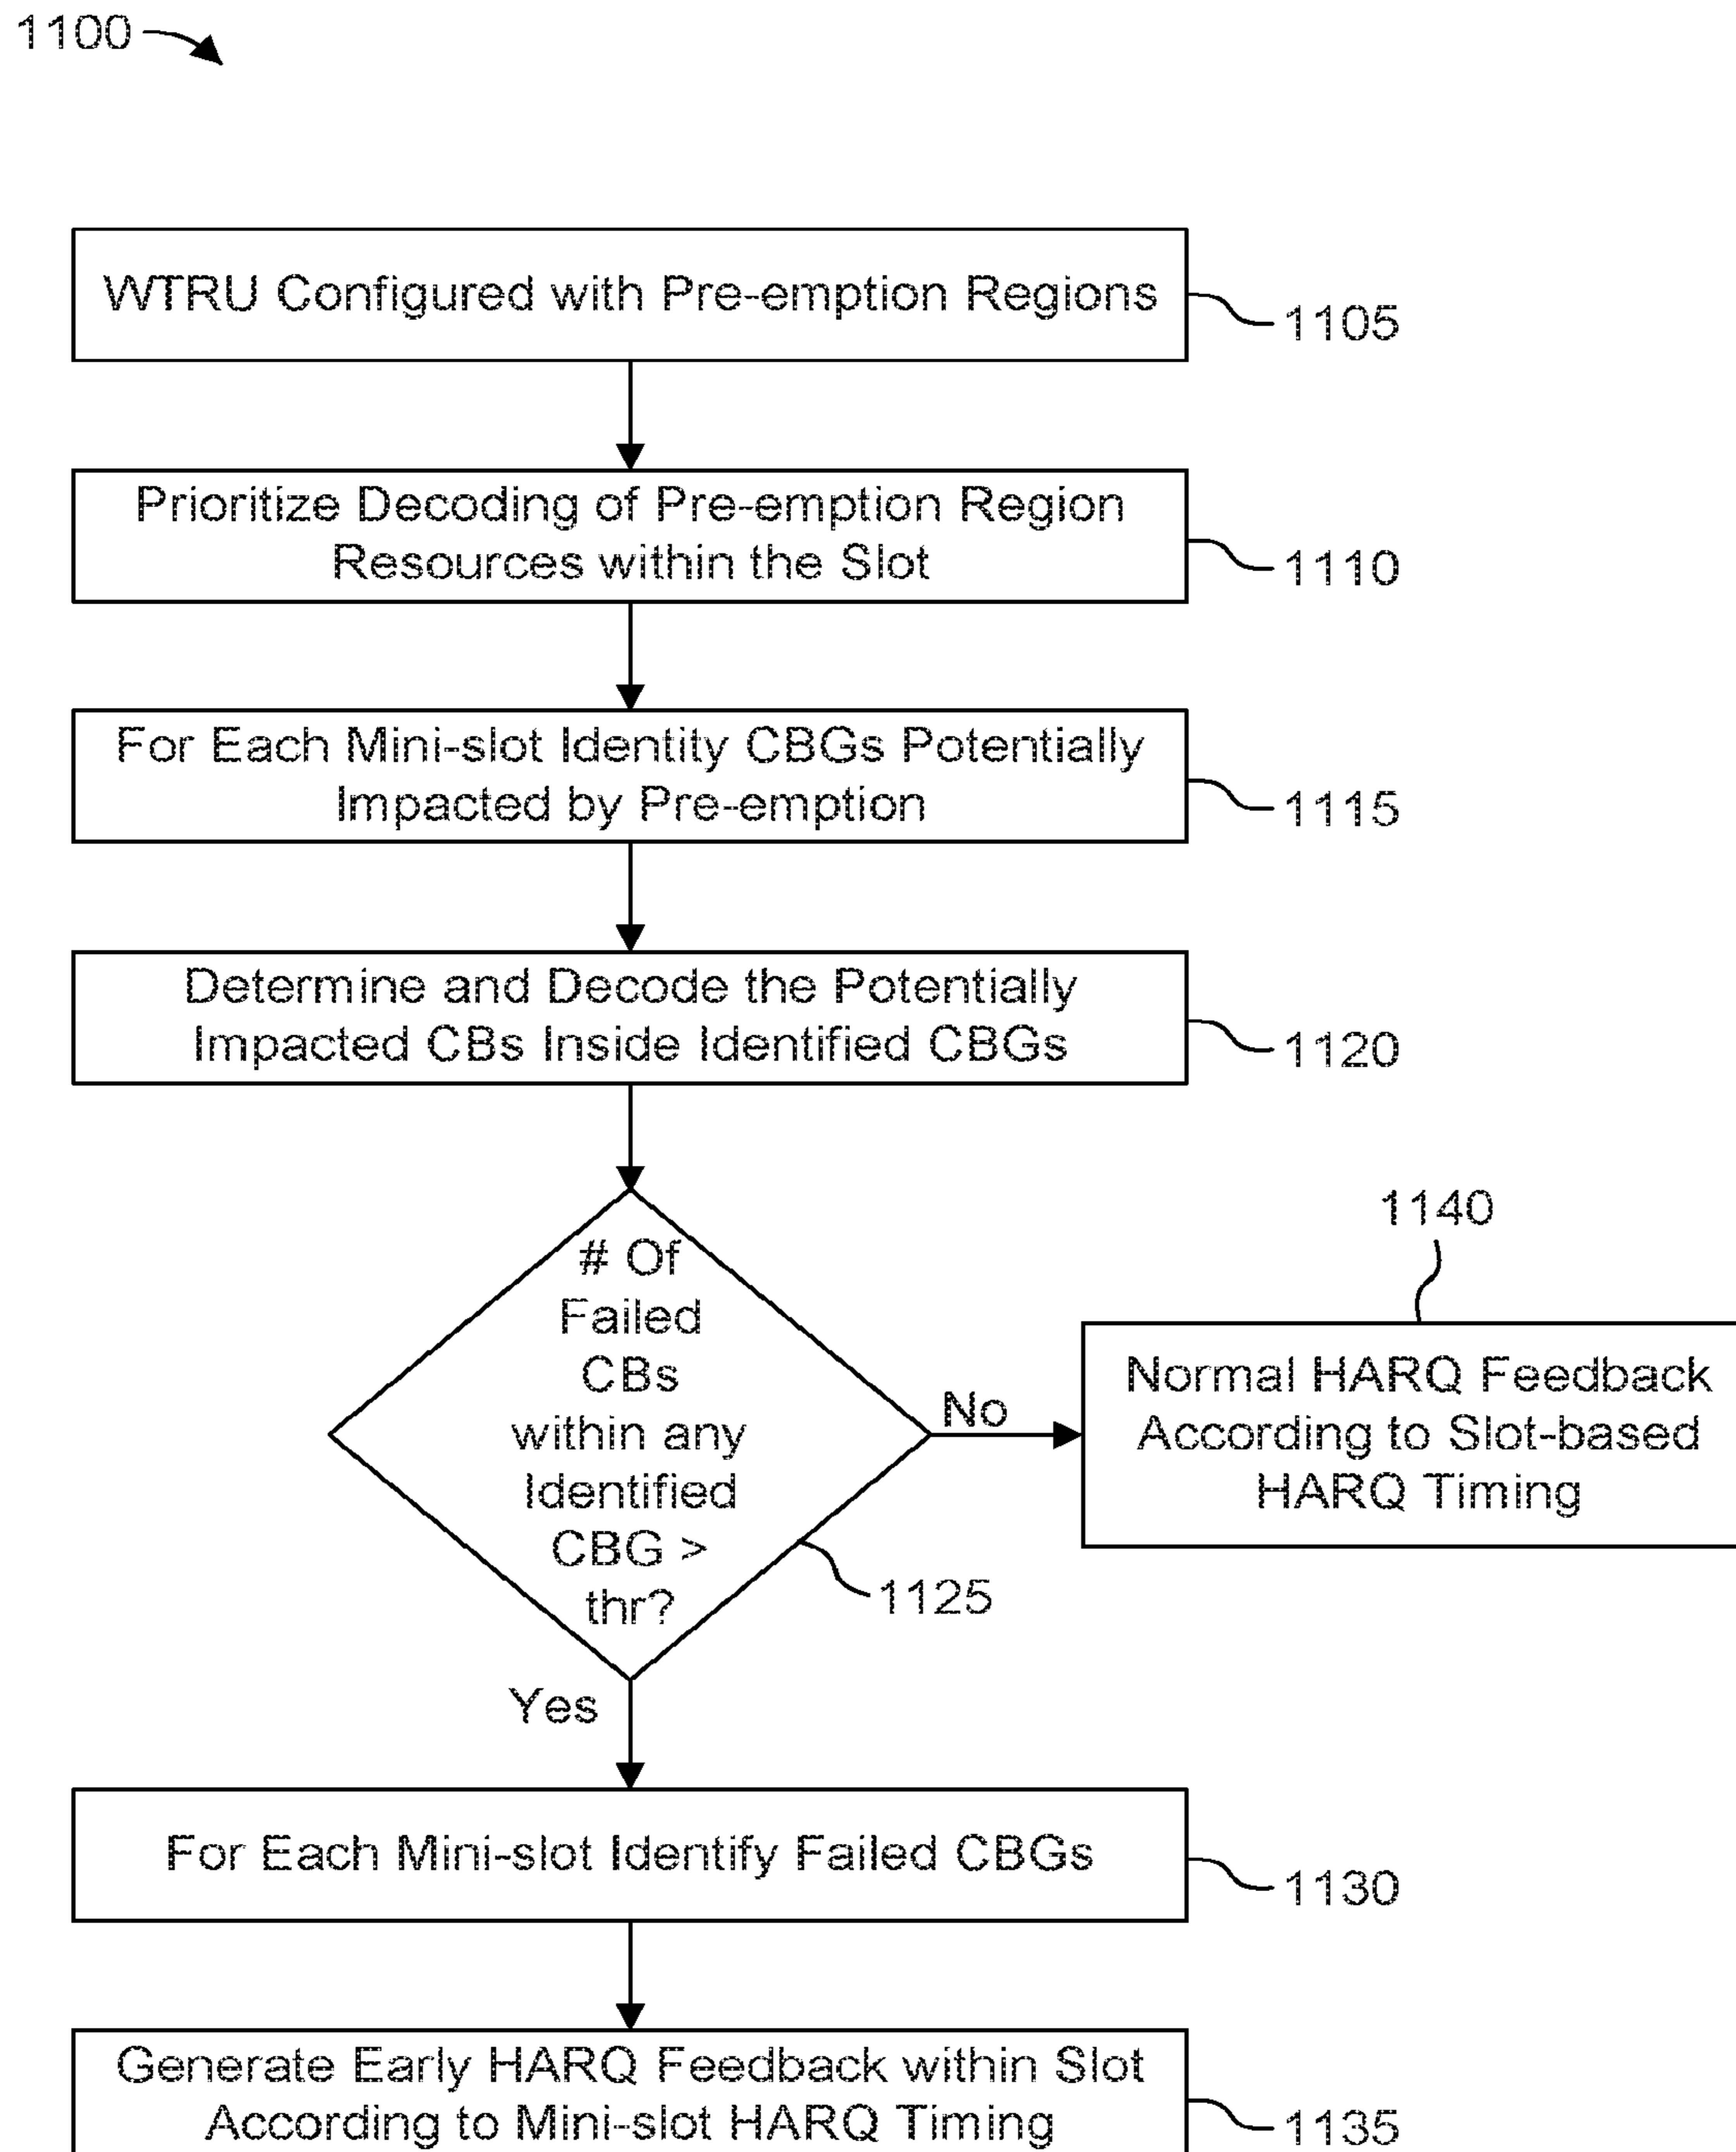 1100
WTRU Configured with Pre-emption Regions
1105
Prioritize Decoding of Pre-emption Region
Resources within the Slot
1110
For Each Mini-slot Identity CBGs Potentially
Impacted by Pre-emption
1115
Determine and Decode the Potentially
Impacted CBs Inside Identified CBGs
1120
# Of
Failed
CBs
within any
Identified
CBG >
thr?
1125
No
1140
Normal HARQ Feedback
According to Slot-based
HARQ Timing
Yes
For Each Mini-slot Identify Failed CBGs
1130
Generate Early HARQ Feedback within Slot
According to Mini-slot HARQ Timing
1135